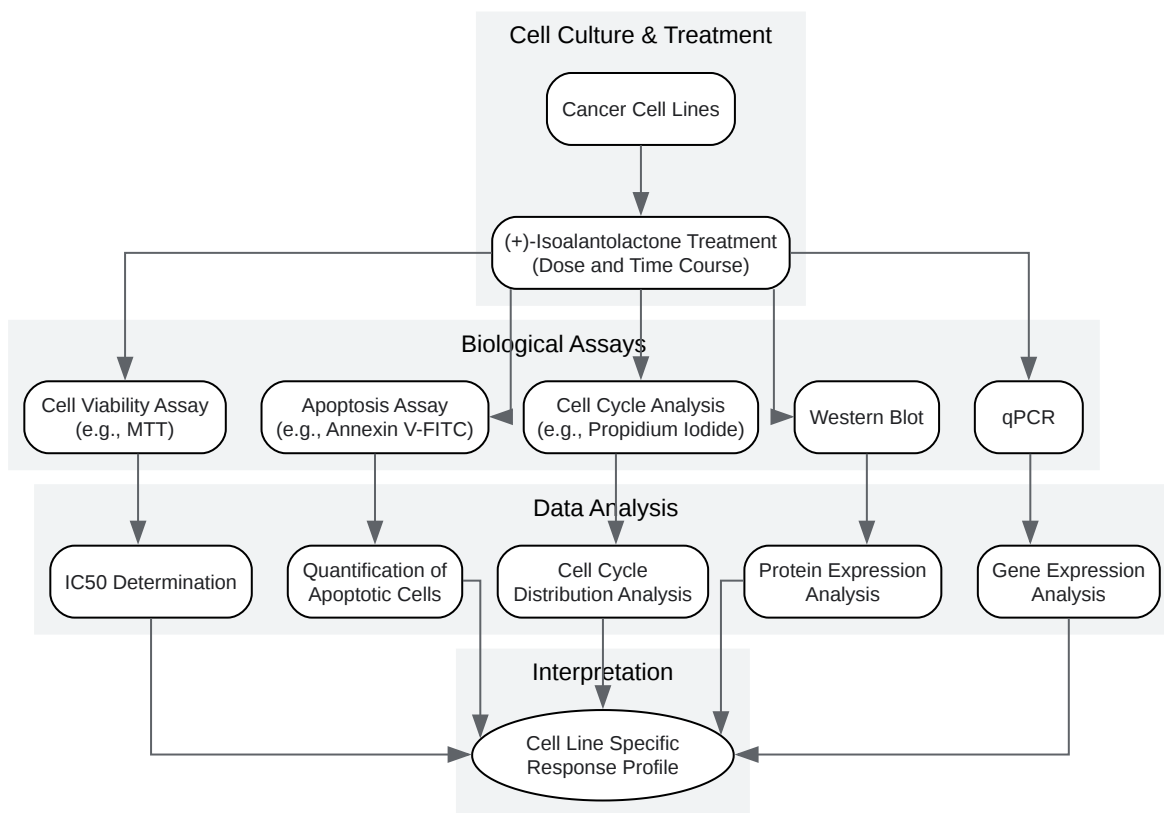 Cell Culture & Treatment
Cancer Cell Lines
(+)-Isoalantolactone Treatment
(Dose and Time Course)
Biological Assays
Cell Viability Assay
(e.g., MTT)
Apoptosis Assay
(e.g., Annexin V-FITC)
Cell Cycle Analysis
(e.g., Propidium Iodide)
Western Blot
qPCR
Data Analysis
IC50 Determination
Quantification of
Apoptotic Cells
Cell Cycle
Distribution Analysis
Protein Expression
Analysis
Gene Expression
Analysis
Interpretation
Cell Line Specific
Response Profile